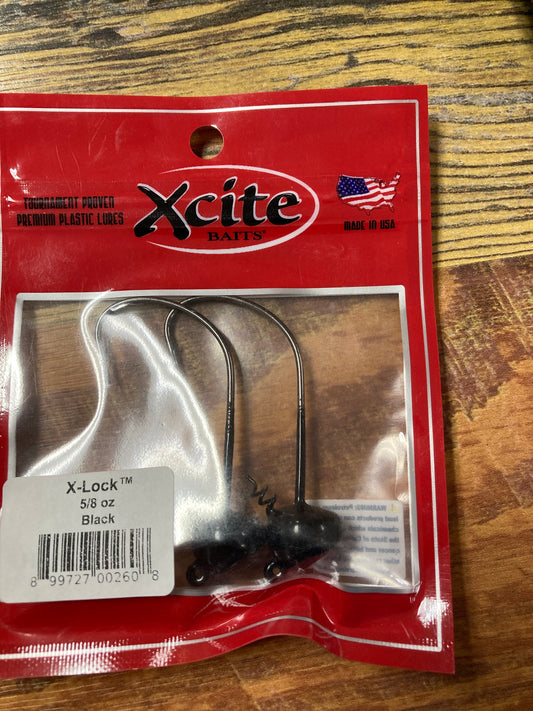 TOURNAMENT PROVEN
PREMIUM PLASTIC LURES
Xcite
BAITS
MADE IN USA
X-Lock™
5/8 oz
Black
8 99727 00260 8
WARNING: